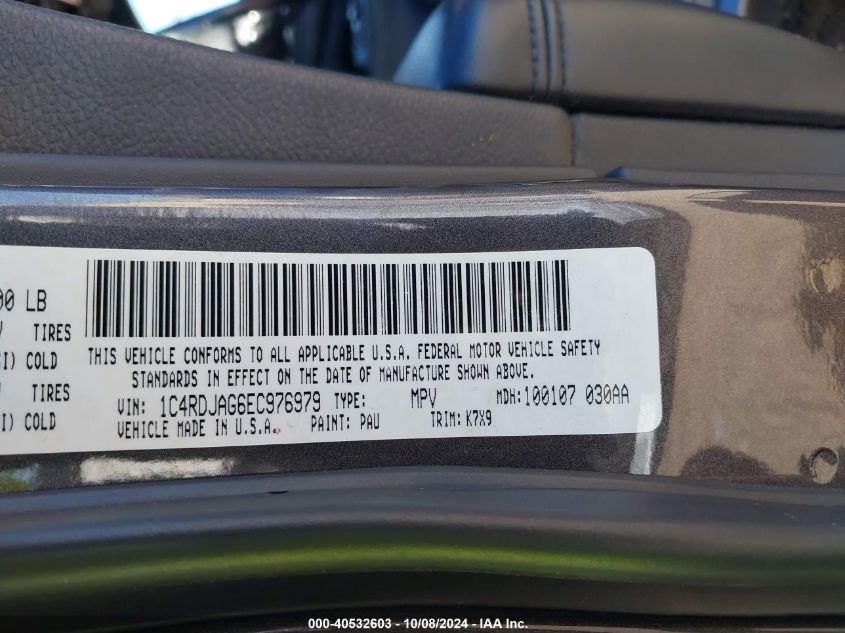 00 LB
TIRES
I) COLD
TIRES
I) COLD
THIS VEHICLE CONFORMS TO ALL APPLICABLE U.S.A. FEDERAL MOTOR VEHICLE SAFETY
STANDARDS IN EFFECT ON THE DATE OF MANUFACTURE SHOWN ABOVE.
VIN: 1C4RDJAG6EC976979 TYPE: MPV MDH: 100107 030AA
VEHICLE MADE IN U.S.A. PAINT: PAU TRIM: K7X9
000-40532603 - 10/08/2024 - IAA Inc.